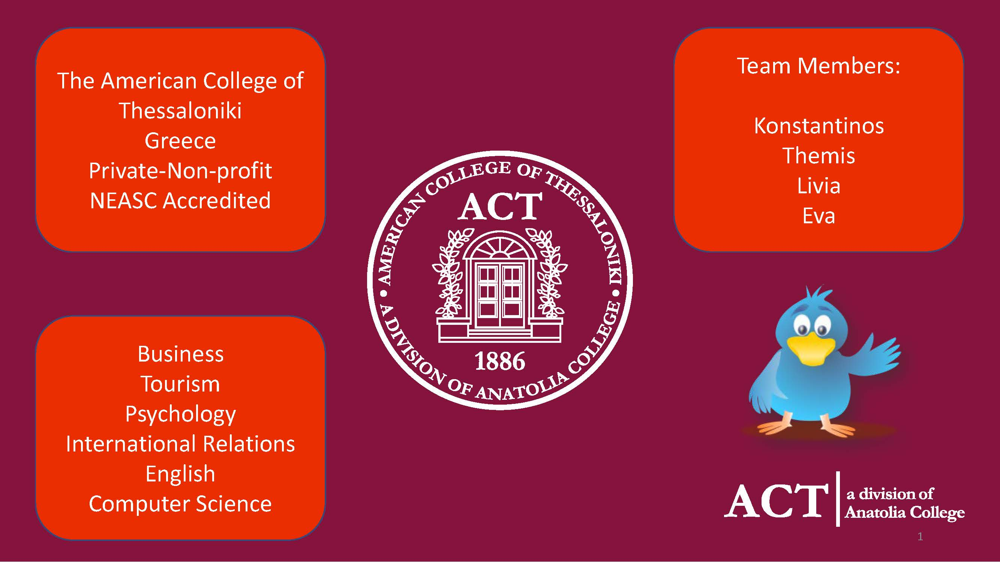 The American College of
Thessaloniki
Greece
Private-Non-profit
NEASC Accredited
Business
Tourism
Psychology
International Relations
English
Computer Science
• AMERICAN COLLEGE OF THESSALONIKI •
A DIVISION OF ANATOLIA COLLEGE
ACT
1886
Team Members:
Konstantinos
Themis
Livia
Eva
ACT
a division of
Anatolia College
1